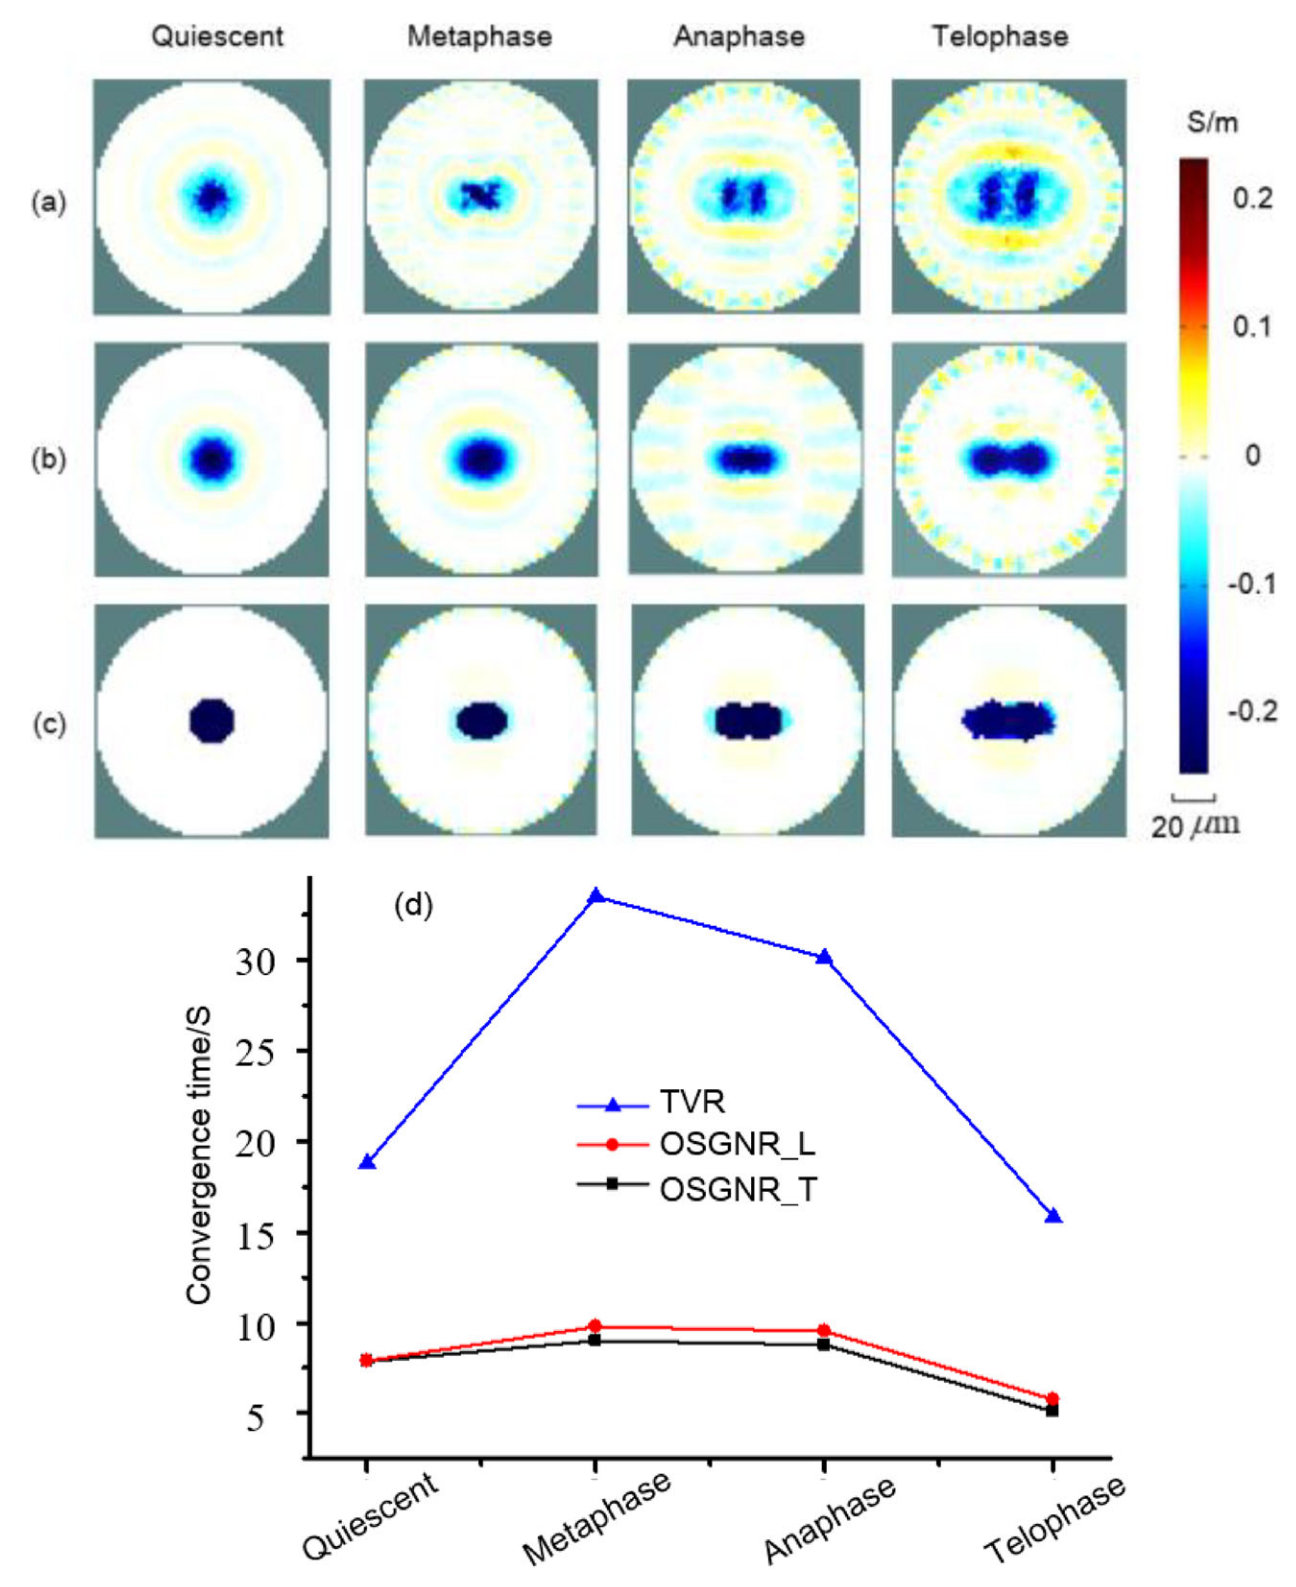 Quiescent Metaphase Anaphase Telophase
S/m
(a)
0.2
0.1
(b)
0
-0.1
(c)
-0.2
20 μm
(d)
30
25
20
15
10
5
Convergence time/S
TVR
OSGNR_L
OSGNR_T
Quiescent Metaphase Anaphase Telophase